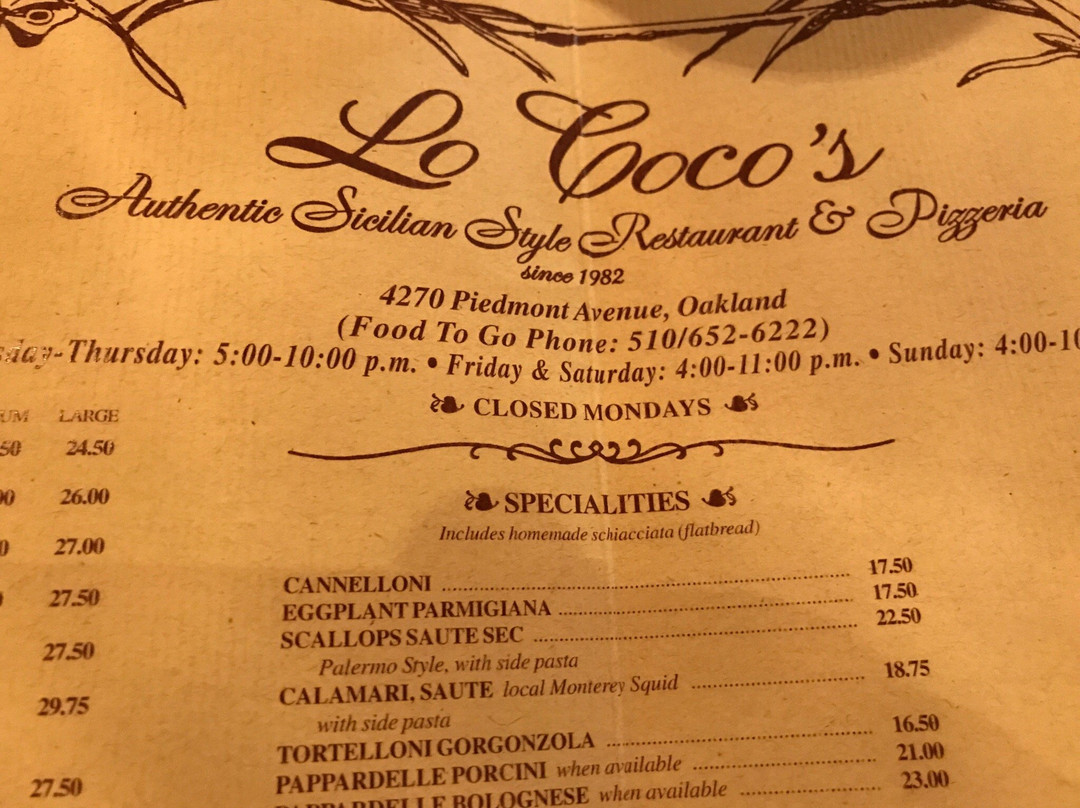 Lo Coco's
Authentic Sicilian Style Restaurant & Pizzeria
since 1982
4270 Piedmont Avenue, Oakland
(Food To Go Phone: 510/652-6222)
Thursday: 5:00-10:00 p.m. • Friday & Saturday: 4:00-11:00 p.m. • Sunday: 4:00-10
CLOSED MONDAYS
LARGE
24.50
26.00
27.00
27.50
27.50
29.75
27.50
SPECIALITIES
Includes homemade schiacciata (flatbread)
CANNELLONI 17.50
EGGPLANT PARMIGIANA 17.50
SCALLOPS SAUTE SEC 22.50
Palermo Style, with side pasta
CALAMARI, SAUTE local Monterey Squid 18.75
with side pasta
TORTELLONI GORGONZOLA 16.50
PAPPARDELLE PORCINI when available 21.00
PAPPARDELLE BOLOGNESE when available 23.00